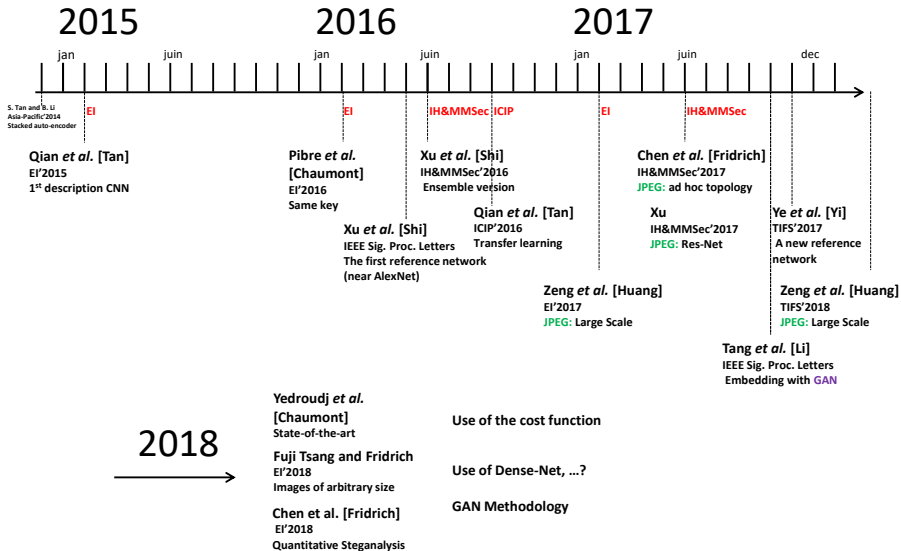 2015
2016
2017
jan
juin
jan
juin
jan
juin
dec
S. Tan and B. Li
Asia-Pacific'2014
Stacked auto-encoder
EI
EI
IH&MMSec
ICIP
EI
IH&MMSec
Qian et al. [Tan]
EI'2015
1st description CNN
Pibre et al.
[Chaumont]
EI'2016
Same key
Xu et al. [Shi]
IEEE Sig. Proc. Letters
The first reference network
(near AlexNet)
Xu et al. [Shi]
IH&MMSec'2016
Ensemble version
Qian et al. [Tan]
ICIP'2016
Transfer learning
Zeng et al. [Huang]
EI'2017
JPEG: Large Scale
Chen et al. [Fridrich]
IH&MMSec'2017
JPEG: ad hoc topology
Xu
IH&MMSec'2017
JPEG: Res-Net
Ye et al. [Yi]
TIFS'2017
A new reference
network
Zeng et al. [Huang]
TIFS'2018
JPEG: Large Scale
Tang et al. [Li]
IEEE Sig. Proc. Letters
Embedding with GAN
2018
Yedroudj et al.
[Chaumont]
State-of-the-art
Fuji Tsang and Fridrich
EI'2018
Images of arbitrary size
Chen et al. [Fridrich]
EI'2018
Quantitative Steganalysis
Use of the cost function
Use of Dense-Net, ...?
GAN Methodology